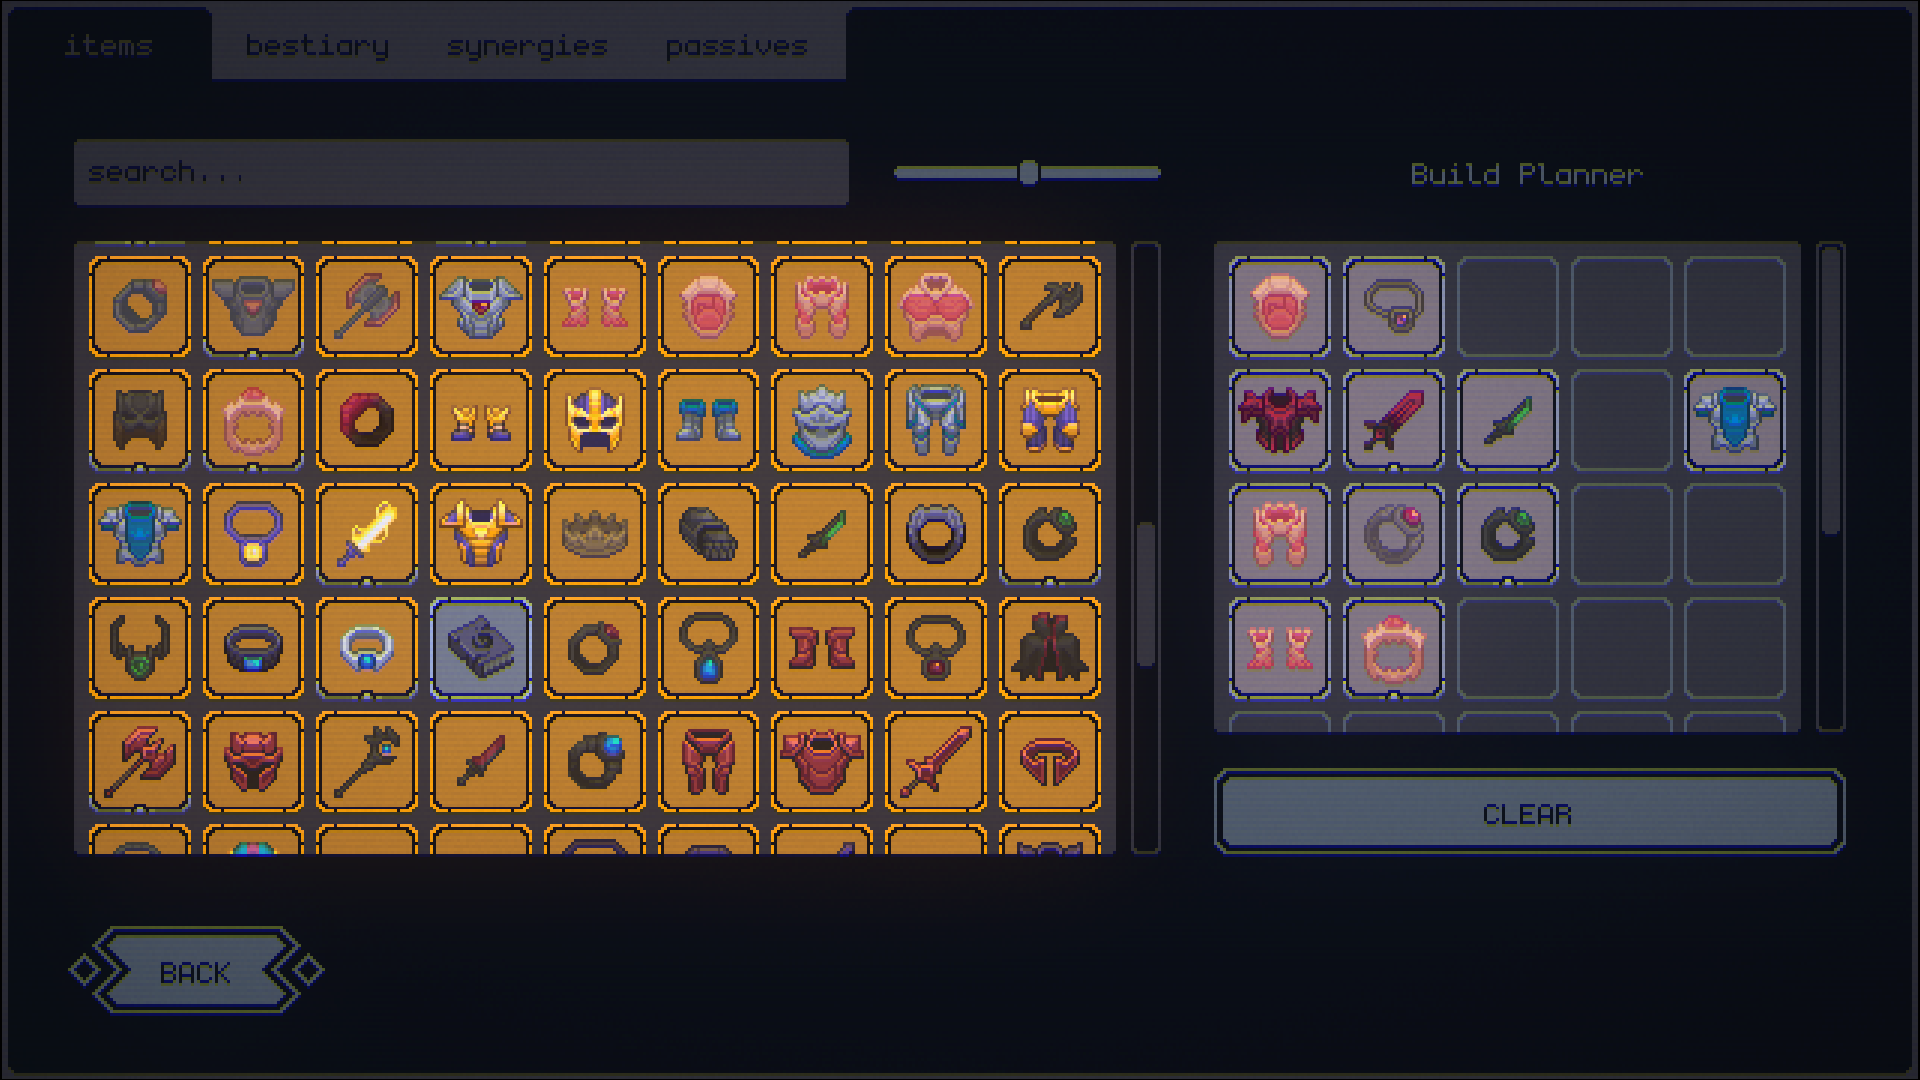 items bestiary synergies passives
search...
Build Planner
CLEAR
BACK